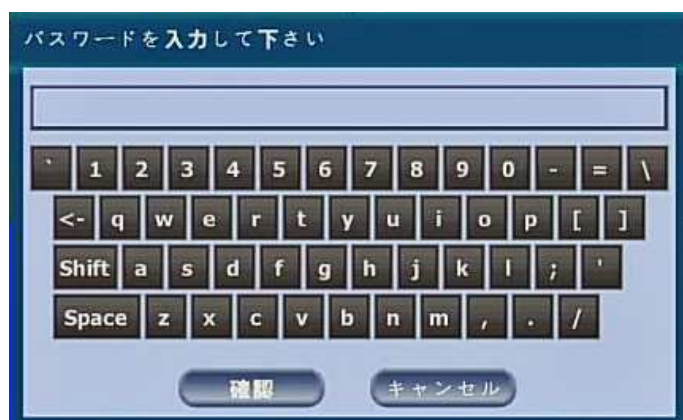 パスワードを入力して下さい
` 1 2 3 4 5 6 7 8 9 0 - = \
<- q w e r t y u i o p [ ]
Shift a s d f g h j k l ; '
Space z x c v b n m , . /
確認 キャンセル